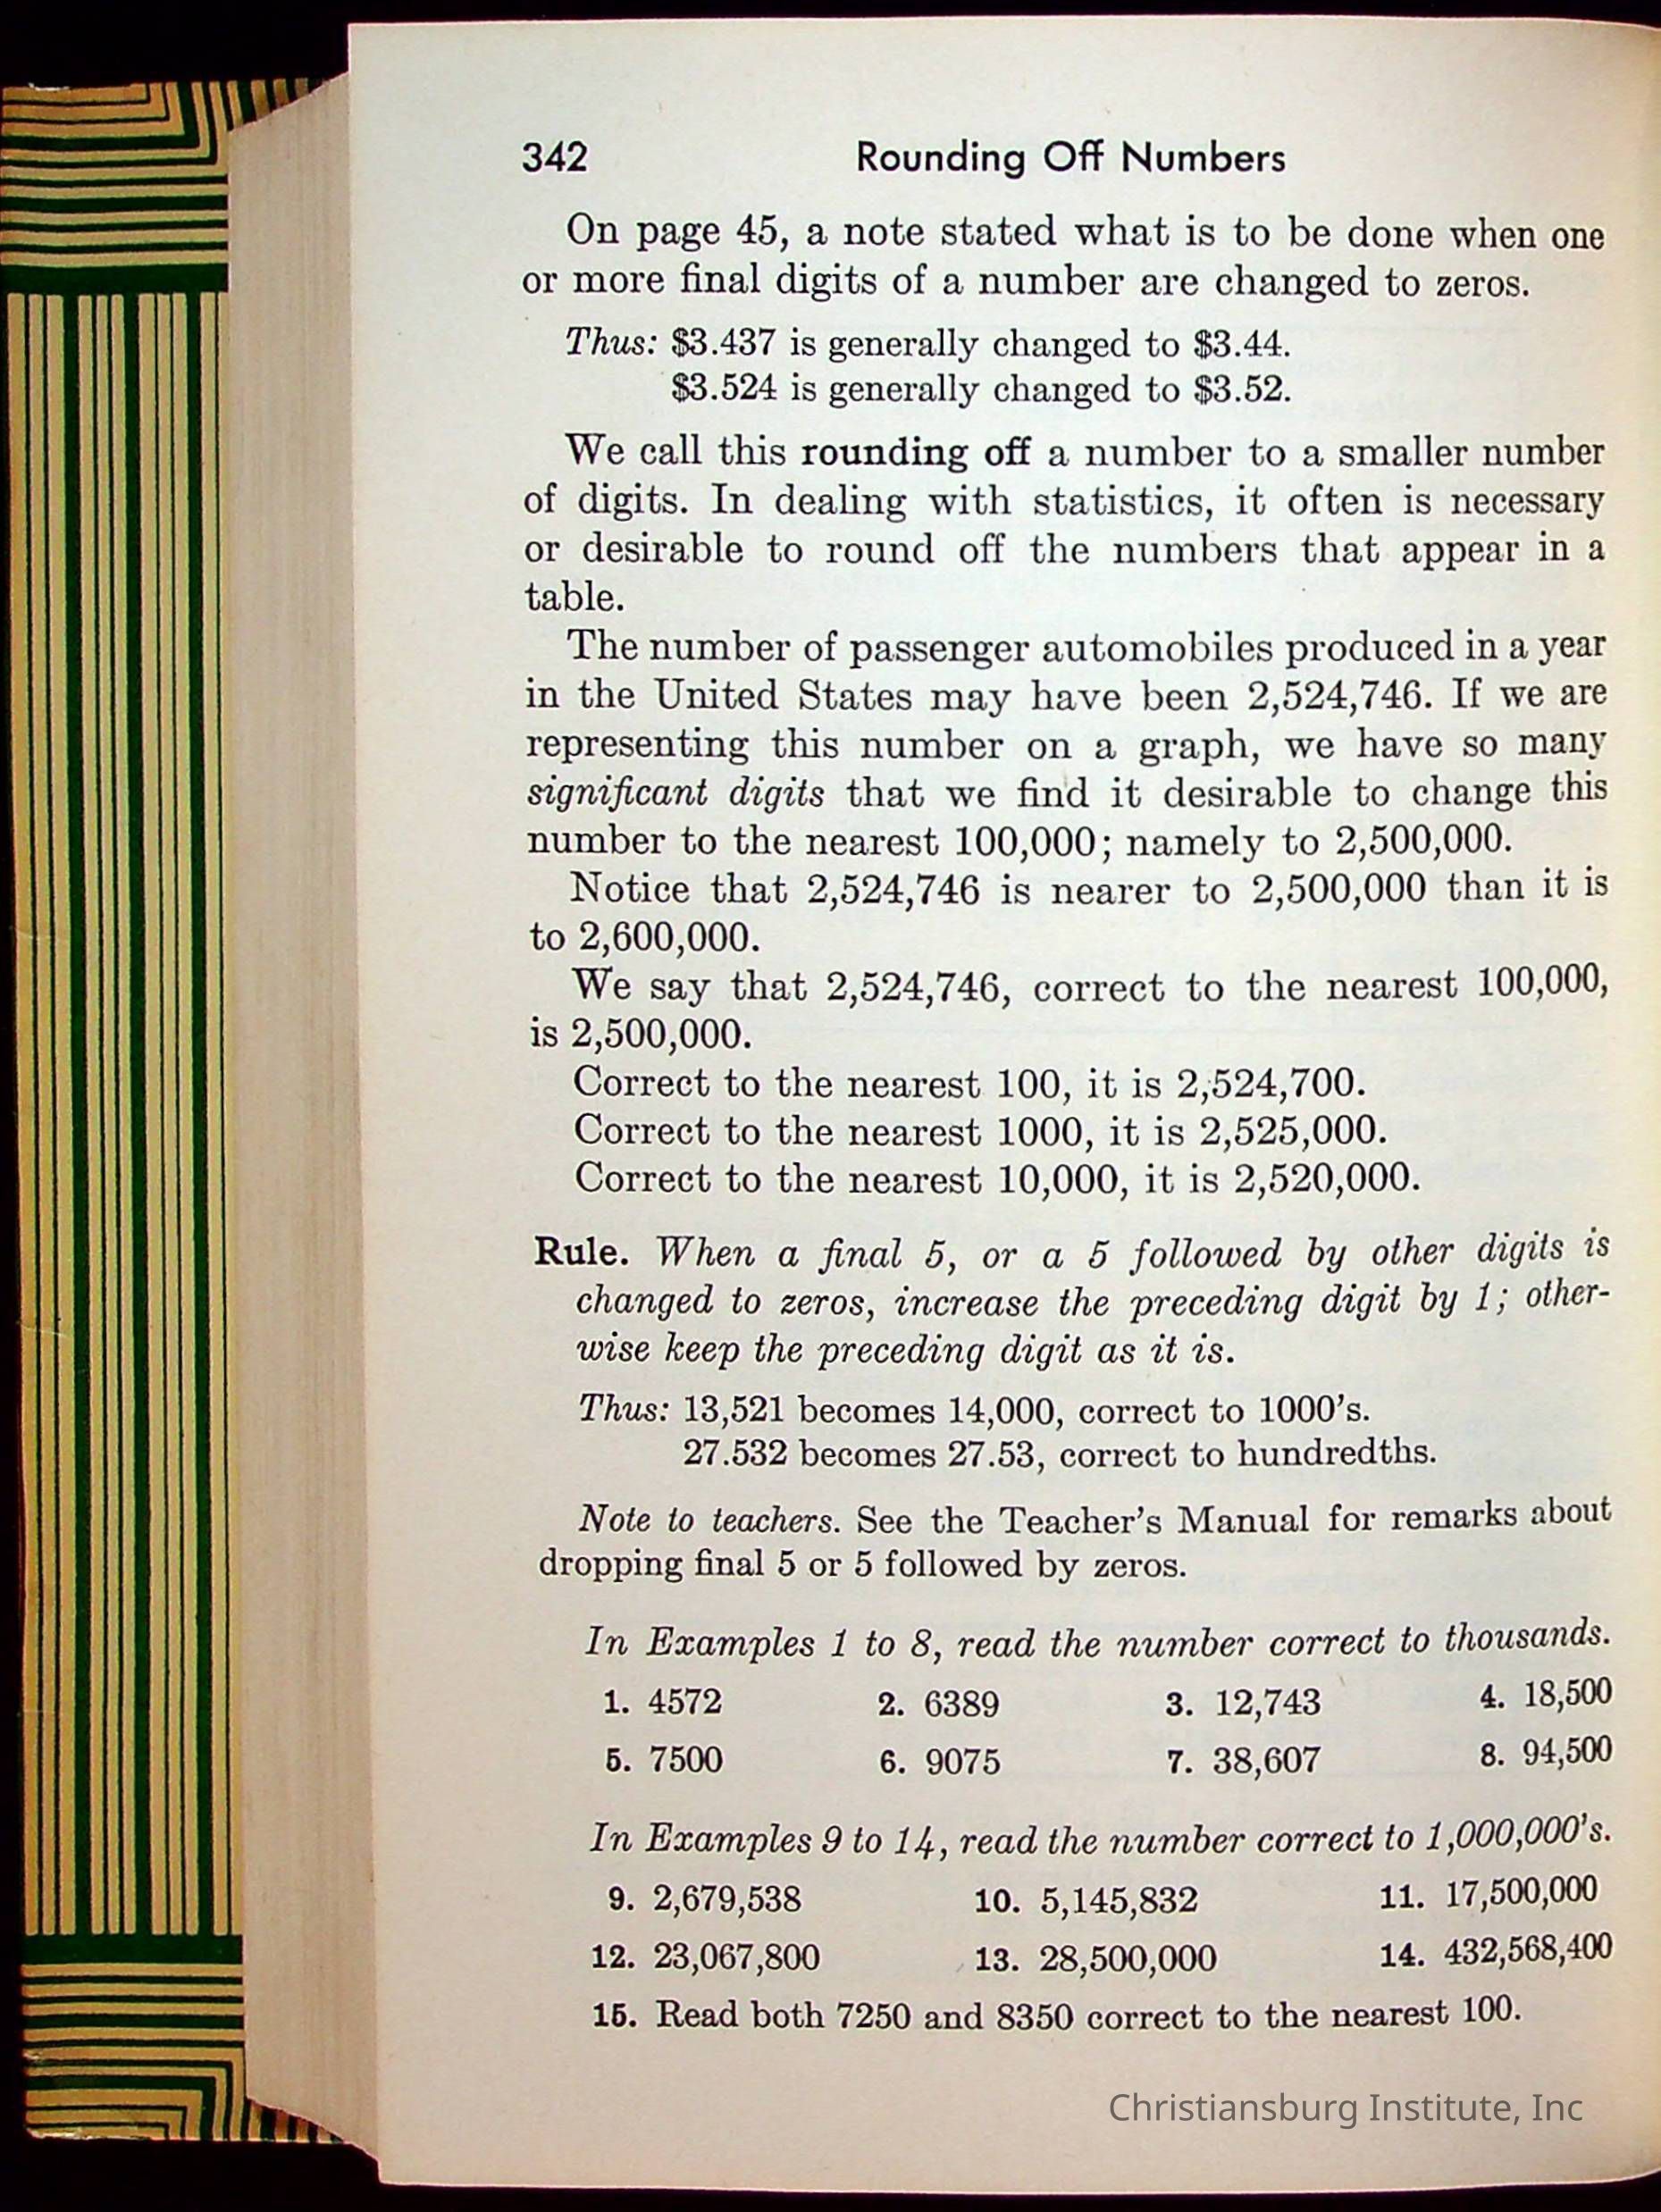 342 Rounding Off Numbers
On page 45, a note stated what is to be done when one
or more final digits of a number are changed to zeros.
Thus: $3.437 is generally changed to $3.44.
$3.524 is generally changed to $3.52.
We call this rounding off a number to a smaller number
of digits. In dealing with statistics, it often is necessary
or desirable to round off the numbers that appear in a
table.
The number of passenger automobiles produced in a year
in the United States may have been 2,524,746. If we are
representing this number on a graph, we have so many
significant digits that we find it desirable to change this
number to the nearest 100,000; namely to 2,500,000.
Notice that 2,524,746 is nearer to 2,500,000 than it is
to 2,600,000.
We say that 2,524,746, correct to the nearest 100,000,
is 2,500,000.
Correct to the nearest 100, it is 2,524,700.
Correct to the nearest 1000, it is 2,525,000.
Correct to the nearest 10,000, it is 2,520,000.
Rule. When a final 5, or a 5 followed by other digits is
changed to zeros, increase the preceding digit by 1; other-
wise keep the preceding digit as it is.
Thus: 13,521 becomes 14,000, correct to 1000's.
27.532 becomes 27.53, correct to hundredths.
Note to teachers. See the Teacher's Manual for remarks about
dropping final 5 or 5 followed by zeros.
In Examples 1 to 8, read the number correct to thousands.
1. 4572 2. 6389 3. 12,743 4. 18,500
5. 7500 6. 9075 7. 38,607 8. 94,500
In Examples 9 to 14, read the number correct to 1,000,000's.
9. 2,679,538 10. 5,145,832 11. 17,500,000
12. 23,067,800 13. 28,500,000 14. 432,568,400
15. Read both 7250 and 8350 correct to the nearest 100.
Christiansburg Institute, Inc